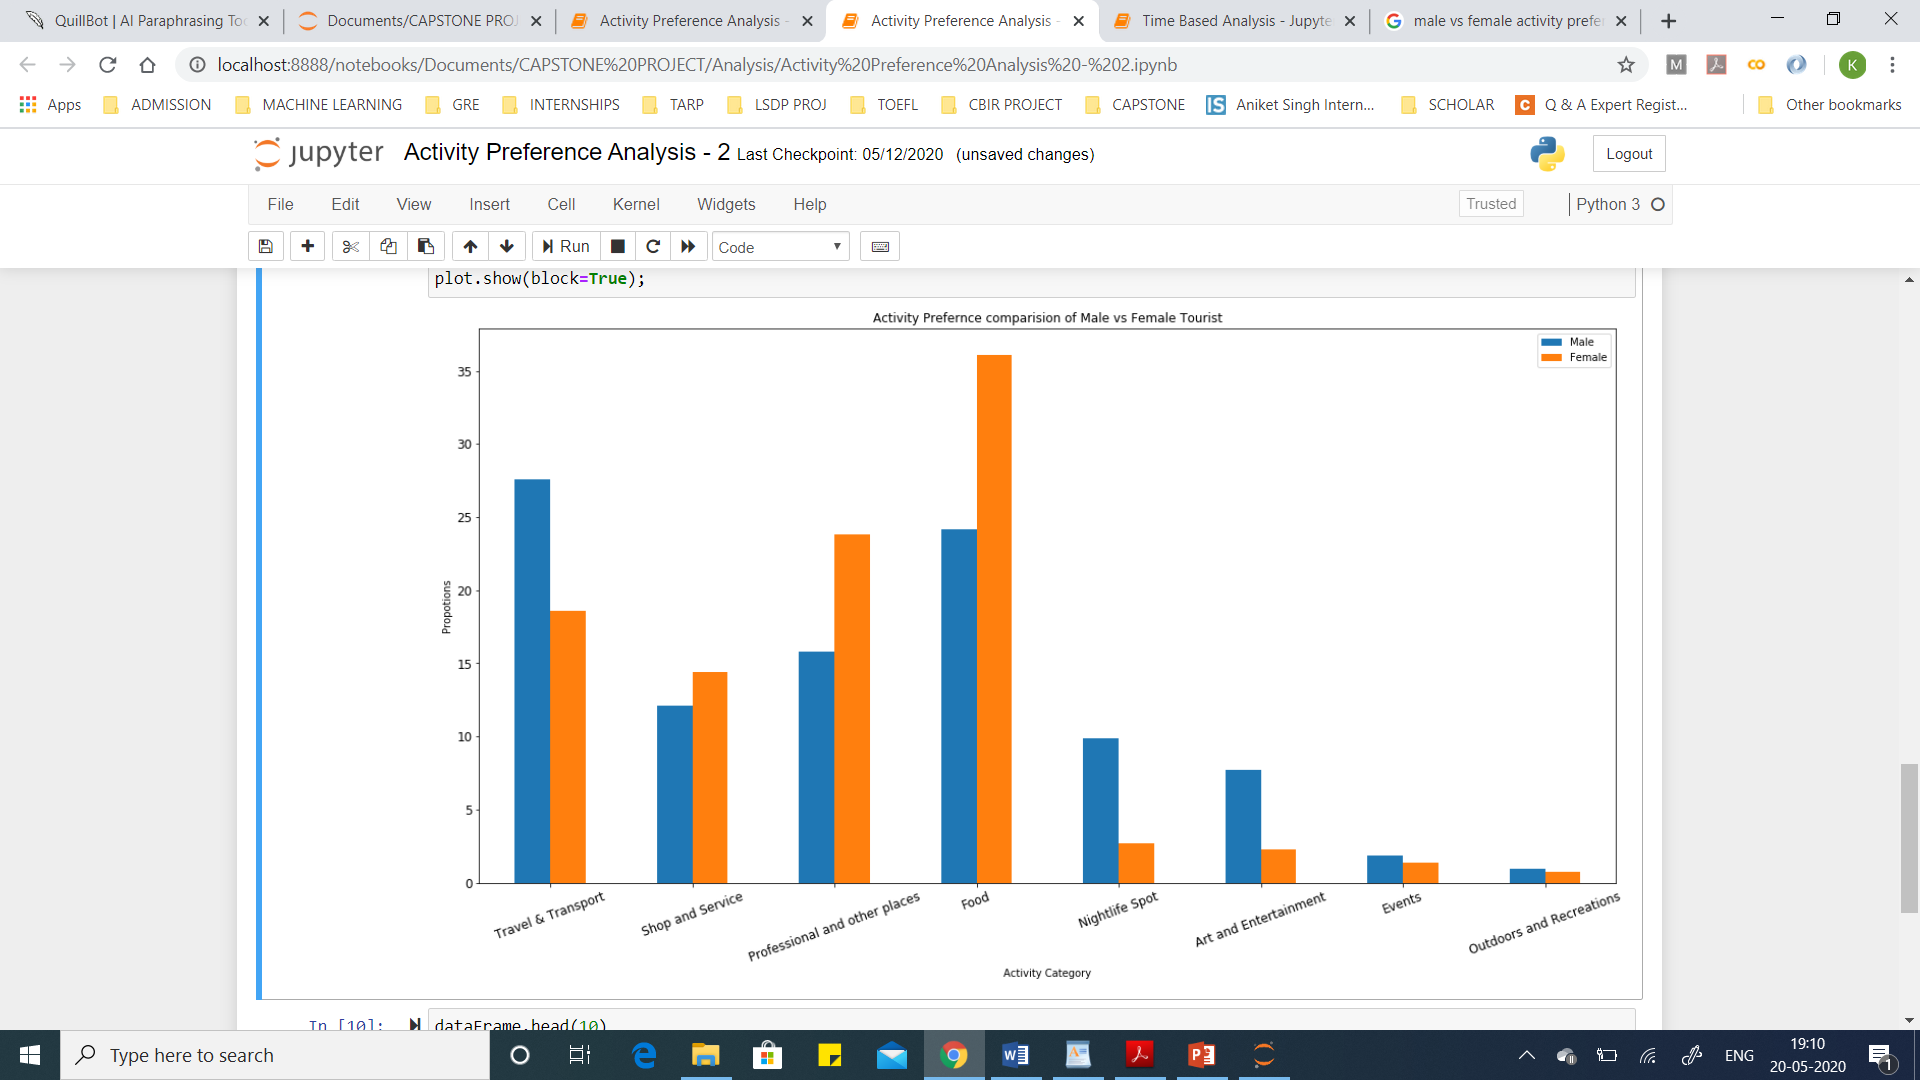 QuillBot | AI Paraphrasing Too
Documents/CAPSTONE PROJ
Activity Preference Analysis -
Activity Preference Analysis -
Time Based Analysis - Jupyte
male vs female activity prefe
localhost:8888/notebooks/Documents/CAPSTONE%20PROJECT/Analysis/Activity%20Preference%20Analysis%20-%202.ipynb
M
K
Apps
ADMISSION
MACHINE LEARNING
GRE
INTERNSHIPS
TARP
LSDP PROJ
TOEFL
CBIR PROJECT
CAPSTONE
IS
Aniket Singh Intern...
SCHOLAR
C
Q & A Expert Regist...
Other bookmarks
jupyter
Activity Preference Analysis - 2
Last Checkpoint: 05/12/2020
(unsaved changes)
Logout
File
Edit
View
Insert
Cell
Kernel
Widgets
Help
Trusted
Python 3
Run
Code
plot.show(block=True);
Activity Prefernce comparision of Male vs Female Tourist
Male
Female
35
30
25
20
15
10
5
0
Propotions
Travel & Transport
Shop and Service
Professional and other places
Food
Nightlife Spot
Art and Entertainment
Events
Outdoors and Recreations
Activity Category
In [10]:
dataFrame.head(10)
Type here to search
ENG
19:10
20-05-2020
1